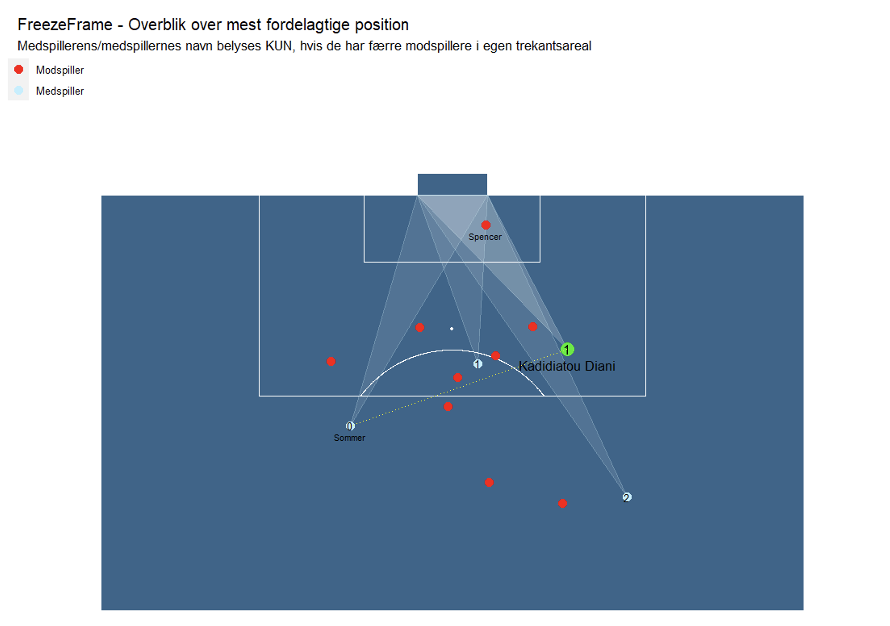 FreezeFrame - Overblik over mest fordelagtige position
Medspillerens/medspillernes navn belyses KUN, hvis de har færre modspillere i egen trekantsareal
Modspiller
Medspiller
Spencer
1
1
Kadidiatou Diani
0
Sommer
2